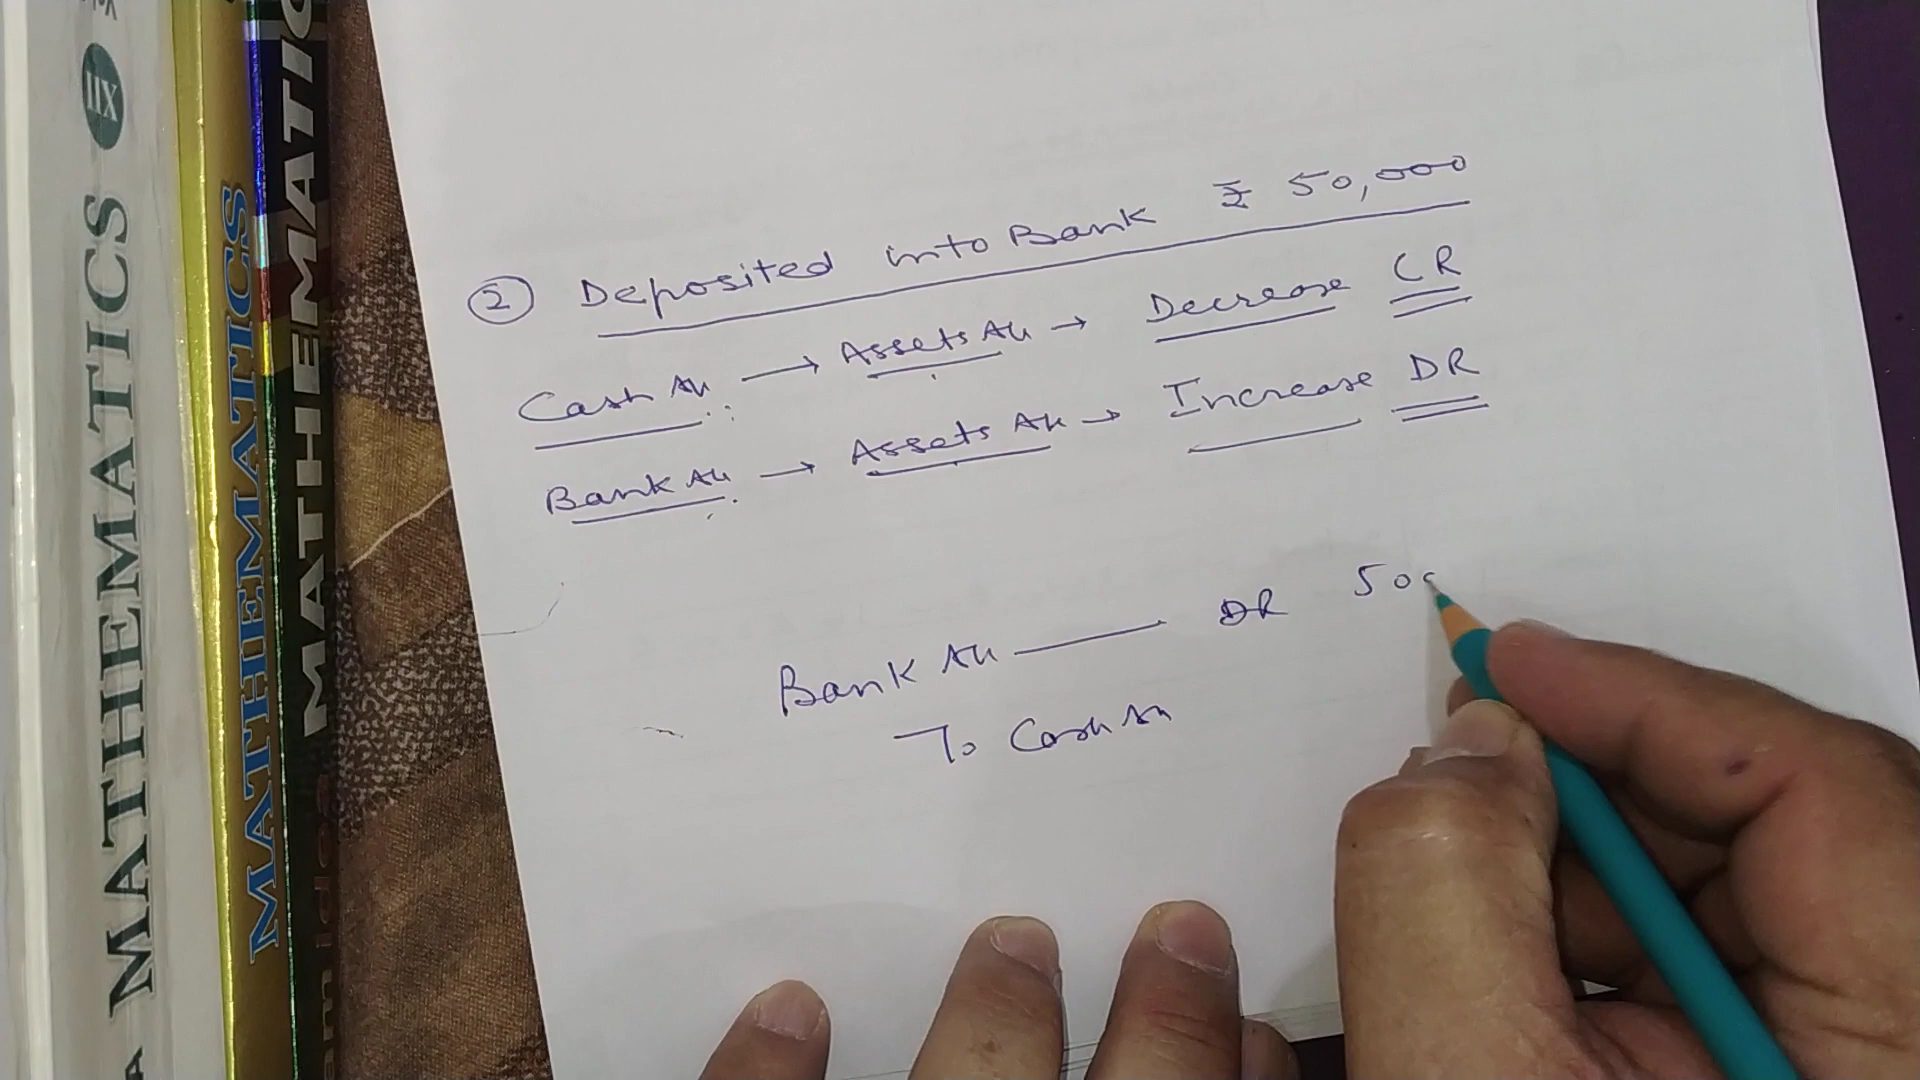 ② Deposited into Bank ₹ 50,000
Cash A/c → Assets A/c → Decrease CR
Bank A/c → Assets A/c → Increase DR
Bank A/c DR 500
To Cash A/c
MATHEMATICS XII
MATHEMATICS
MATHEMATIC